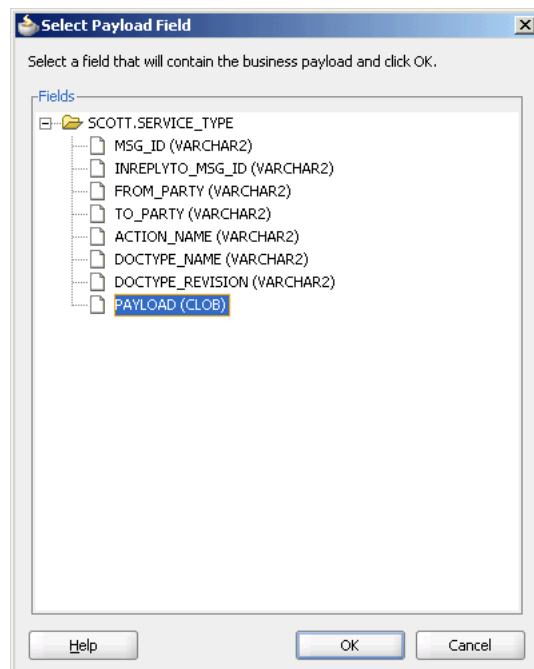 Select Payload Field
Select a field that will contain the business payload and click OK.
Fields
SCOTT.SERVICE_TYPE
MSG_ID (VARCHAR2)
INREPLYTO_MSG_ID (VARCHAR2)
FROM_PARTY (VARCHAR2)
TO_PARTY (VARCHAR2)
ACTION_NAME (VARCHAR2)
DOCTYPE_NAME (VARCHAR2)
DOCTYPE_REVISION (VARCHAR2)
PAYLOAD (CLOB)
Help OK Cancel